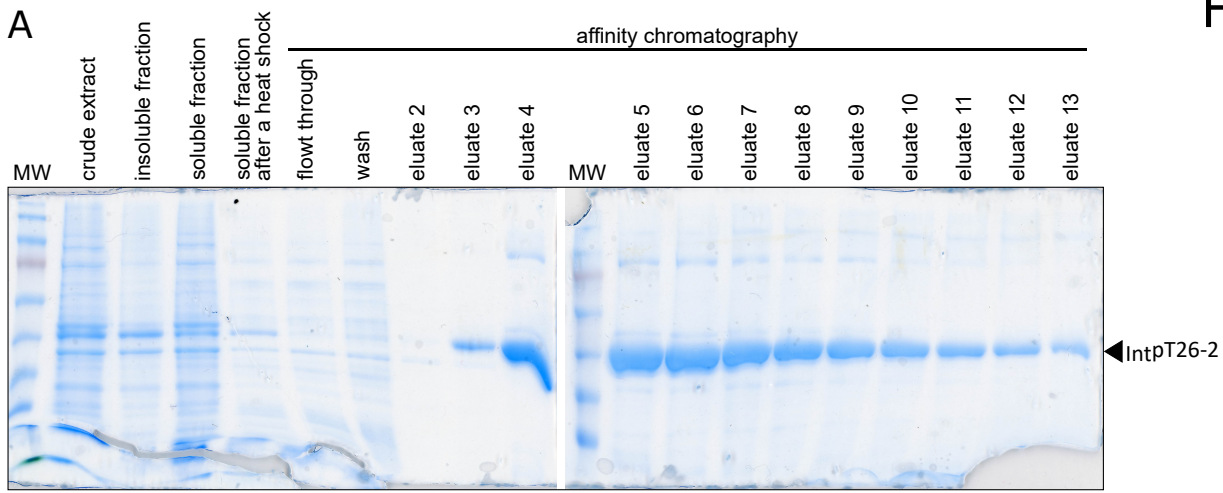 A
affinity chromatography
MW
crude extract
insoluble fraction
soluble fraction
soluble fraction
after a heat shock
flowt through
wash
eluate 2
eluate 3
eluate 4
MW
eluate 5
eluate 6
eluate 7
eluate 8
eluate 9
eluate 10
eluate 11
eluate 12
eluate 13
IntpT26-2